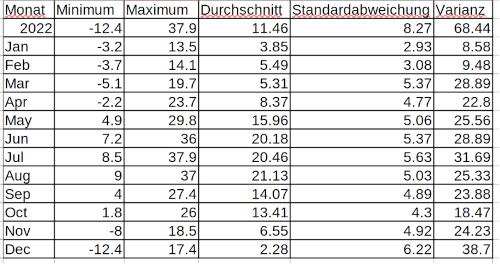 Monat Minimum Maximum Durchschnitt Standardabweichung Varianz
2022 -12.4 37.9 11.46 8.27 68.44
Jan -3.2 13.5 3.85 2.93 8.58
Feb -3.7 14.1 5.49 3.08 9.48
Mar -5.1 19.7 5.31 5.37 28.89
Apr -2.2 23.7 8.37 4.77 22.8
May 4.9 29.8 15.96 5.06 25.56
Jun 7.2 36 20.18 5.37 28.89
Jul 8.5 37.9 20.46 5.63 31.69
Aug 9 37 21.13 5.03 25.33
Sep 4 27.4 14.07 4.89 23.88
Oct 1.8 26 13.41 4.3 18.47
Nov -8 18.5 6.55 4.92 24.23
Dec -12.4 17.4 2.28 6.22 38.7